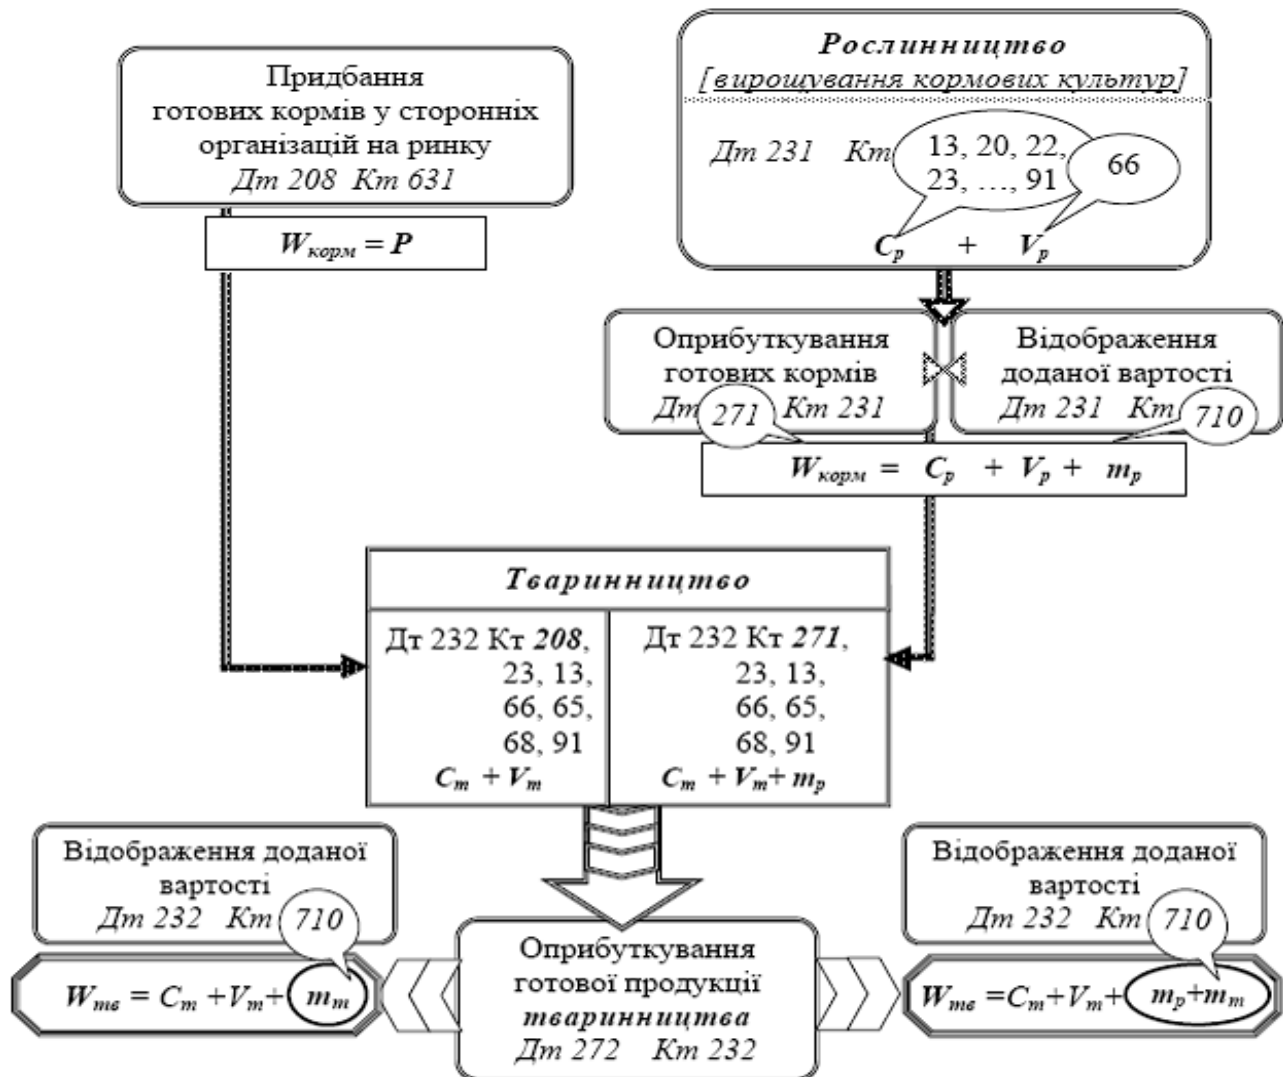 Придбання
готових кормів у сторонніх
організацій на ринку
Дт 208 Кт 631
Wкорм = P
Рослинництво
[вирощування кормових культур]
Дт 231 Кт 13, 20, 22,
23, …, 91
66
Cр + Vр
Оприбуткування
готових кормів
Дт 271 Кт 231
Відображення
доданої вартості
Дт 231 Кт 710
Wкорм = Cр + Vр + mр
Тваринництво
Дт 232 Кт 208,
23, 13,
66, 65,
68, 91
Cт + Vт
Дт 232 Кт 271,
23, 13,
66, 65,
68, 91
Cт + Vт+ mр
Відображення доданої
вартості
Дт 232 Кт 710
Wтв = Cт +Vт+ mт
Оприбуткування
готової продукції
тваринництва
Дт 272 Кт 232
Відображення доданої
вартості
Дт 232 Кт 710
Wтв =Cт+Vт+ mр+mт